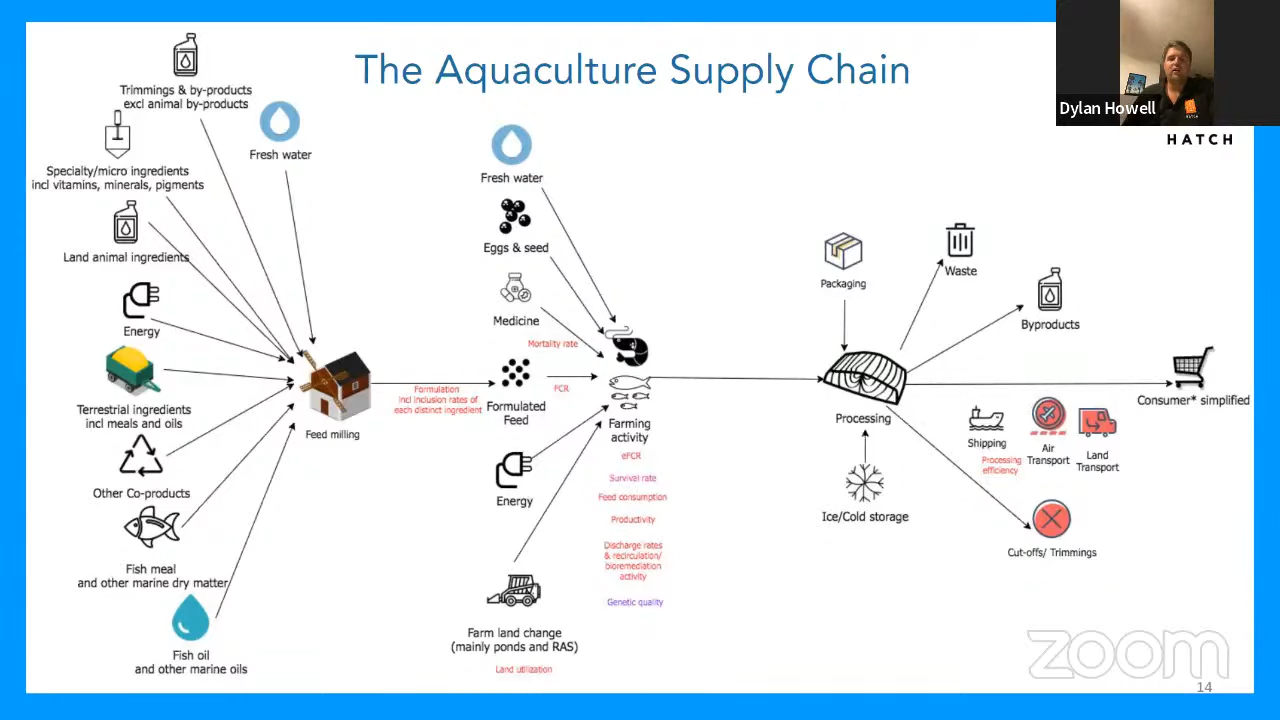 The Aquaculture Supply Chain
Dylan Howell
HATCH
Trimmings & by-products
excl animal by-products
Fresh water
Specialty/micro ingredients
incl vitamins, minerals, pigments
Land animal ingredients
Energy
Terrestrial ingredients
incl meals and oils
Other Co-products
Fish meal
and other marine dry matter
Fish oil
and other marine oils
Feed milling
Formulation
incl inclusion rates of
each distinct ingredient
Fresh water
Eggs & seed
Medicine
Mortality rate
Formulated
Feed
FCR
Energy
Farm land change
(mainly ponds and RAS)
Land utilization
Farming
activity
eFCR
Survival rate
Feed consumption
Productivity
Discharge rates
& recirculation/
bioremediation
activity
Genetic quality
Packaging
Processing
Ice/Cold storage
Waste
Byproducts
Consumer* simplified
Shipping
Processing
efficiency
Air
Transport
Land
Transport
Cut-offs/ Trimmings
zoom
14